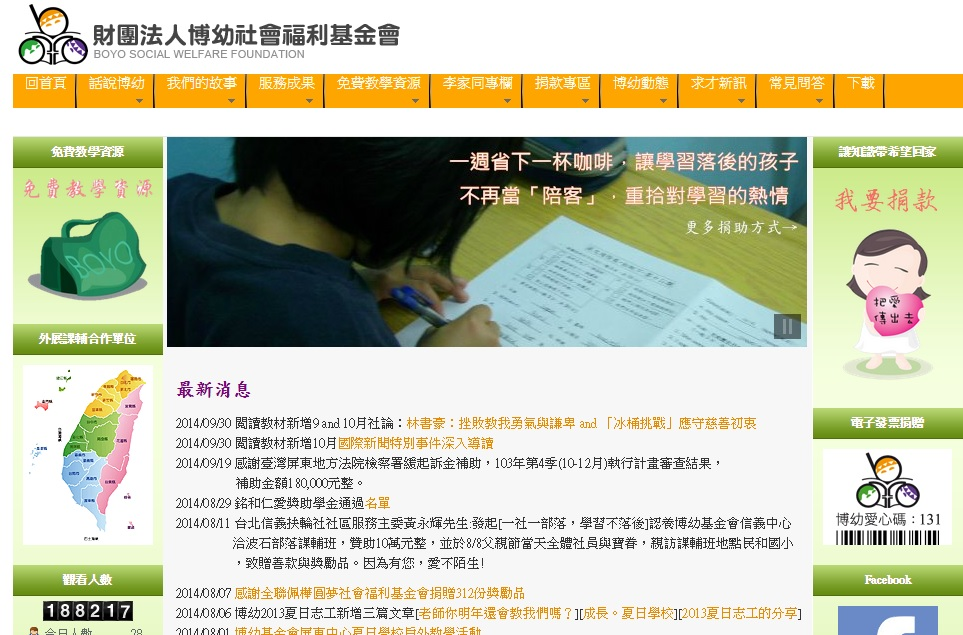 財團法人博幼社會福利基金會
BOYO SOCIAL WELFARE FOUNDATION
回首頁 話說博幼 我們的故事 服務成果 免費教學資源 李家同專欄 捐款專區 博幼動態 求才新訊 常見問答 下載
免費教學資源
免費教學資源
BOYO
外展課輔合作單位
觀看人數
188217
今日人數 28
一週省下一杯咖啡，讓學習落後的孩子
不再當「陪客」，重拾對學習的熱情
更多捐助方式→
最新消息
2014/09/30 閱讀教材新增9 and 10月社論：林書豪：挫敗教我勇氣與謙卑 and 「冰桶挑戰」應守慈善初衷
2014/09/30 閱讀教材新增10月國際新聞特別事件深入導讀
2014/09/19 感謝臺灣屏東地方法院檢察署緩起訴金補助，103年第4季(10-12月)執行計畫審查結果，
補助金額180,000元整。
2014/08/29 銘和仁愛獎助學金通過名單
2014/08/11 台北信義扶輪社社區服務主委黃永輝先生:發起[一社一部落，學習不落後]認養博幼基金會信義中心
洽波石部落課輔班，贊助10萬元整，並於8/8父親節當天全體社員與寶眷，親訪課輔班地點民和國小
，致贈善款與獎勵品。因為有您，愛不陌生!
2014/08/07 感謝全聯佩樺圓夢社會福利基金會捐贈312份獎勵品
2014/08/06 博幼2013夏日志工新增三篇文章[老師你明年還會教我們嗎？][成長。夏日學校][2013夏日志工的分享]
2014/08/01 博幼基金會屏東中心夏日學校戶外教學活動
讓知識帶希望回家
我要捐款
把愛
傳出去
電子發票捐贈
博幼愛心碼：131
Facebook